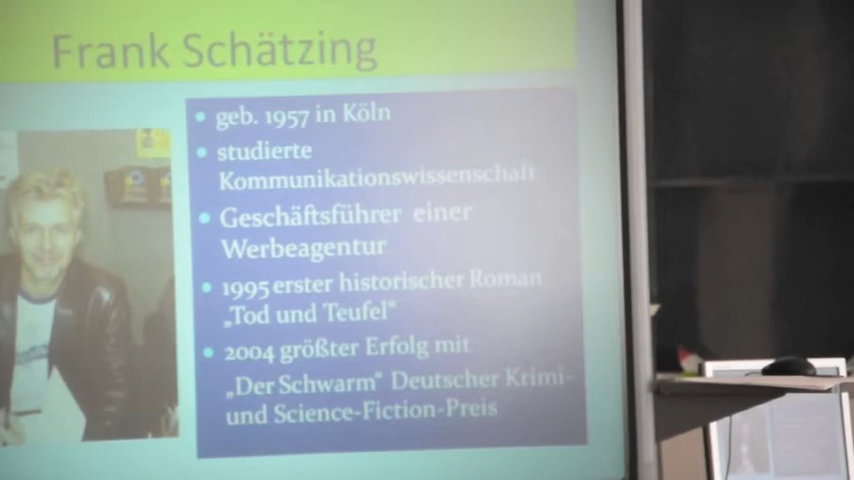 Frank Schätzing
• geb. 1957 in Köln
• studierte
Kommunikationswissenschaft
• Geschäftsführer einer
Werbeagentur
• 1995 erster historischer Roman
„Tod und Teufel“
• 2004 größter Erfolg mit
„Der Schwarm“ Deutscher Krimi-
und Science-Fiction-Preis